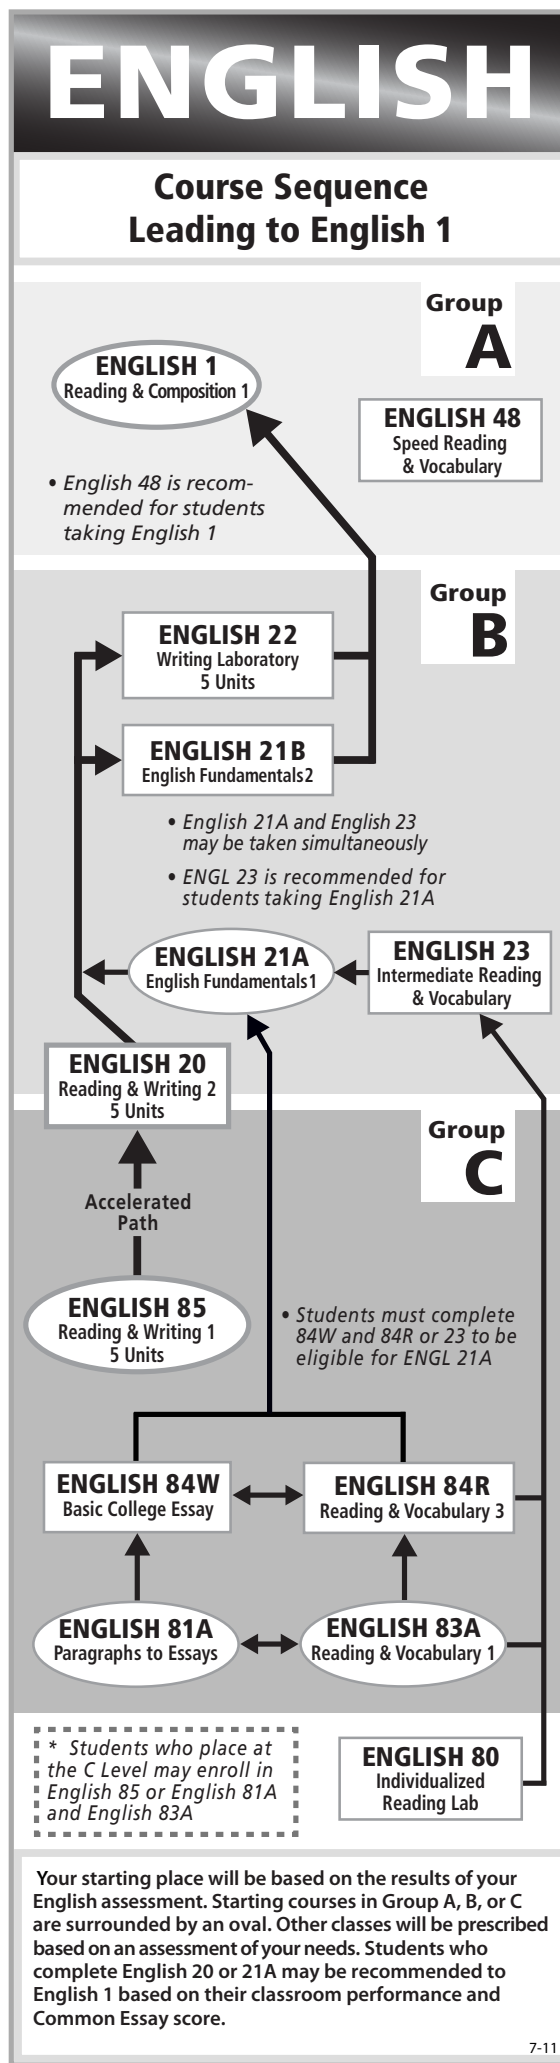 ENGLISH
Course Sequence
Leading to English 1
Group
A
ENGLISH 1
Reading & Composition 1
ENGLISH 48
Speed Reading
& Vocabulary
• English 48 is recom-
mended for students
taking English 1
Group
B
ENGLISH 22
Writing Laboratory
5 Units
ENGLISH 21B
English Fundamentals2
• English 21A and English 23
may be taken simultaneously
• ENGL 23 is recommended for
students taking English 21A
ENGLISH 21A
English Fundamentals1
ENGLISH 23
Intermediate Reading
& Vocabulary
ENGLISH 20
Reading & Writing 2
5 Units
Group
C
Accelerated
Path
ENGLISH 85
Reading & Writing 1
5 Units
• Students must complete
84W and 84R or 23 to be
eligible for ENGL 21A
ENGLISH 84W
Basic College Essay
ENGLISH 84R
Reading & Vocabulary 3
ENGLISH 81A
Paragraphs to Essays
ENGLISH 83A
Reading & Vocabulary 1
* Students who place at
the C Level may enroll in
English 85 or English 81A
and English 83A
ENGLISH 80
Individualized
Reading Lab
Your starting place will be based on the results of your
English assessment. Starting courses in Group A, B, or C
are surrounded by an oval. Other classes will be prescribed
based on an assessment of your needs. Students who
complete English 20 or 21A may be recommended to
English 1 based on their classroom performance and
Common Essay score.
7-11